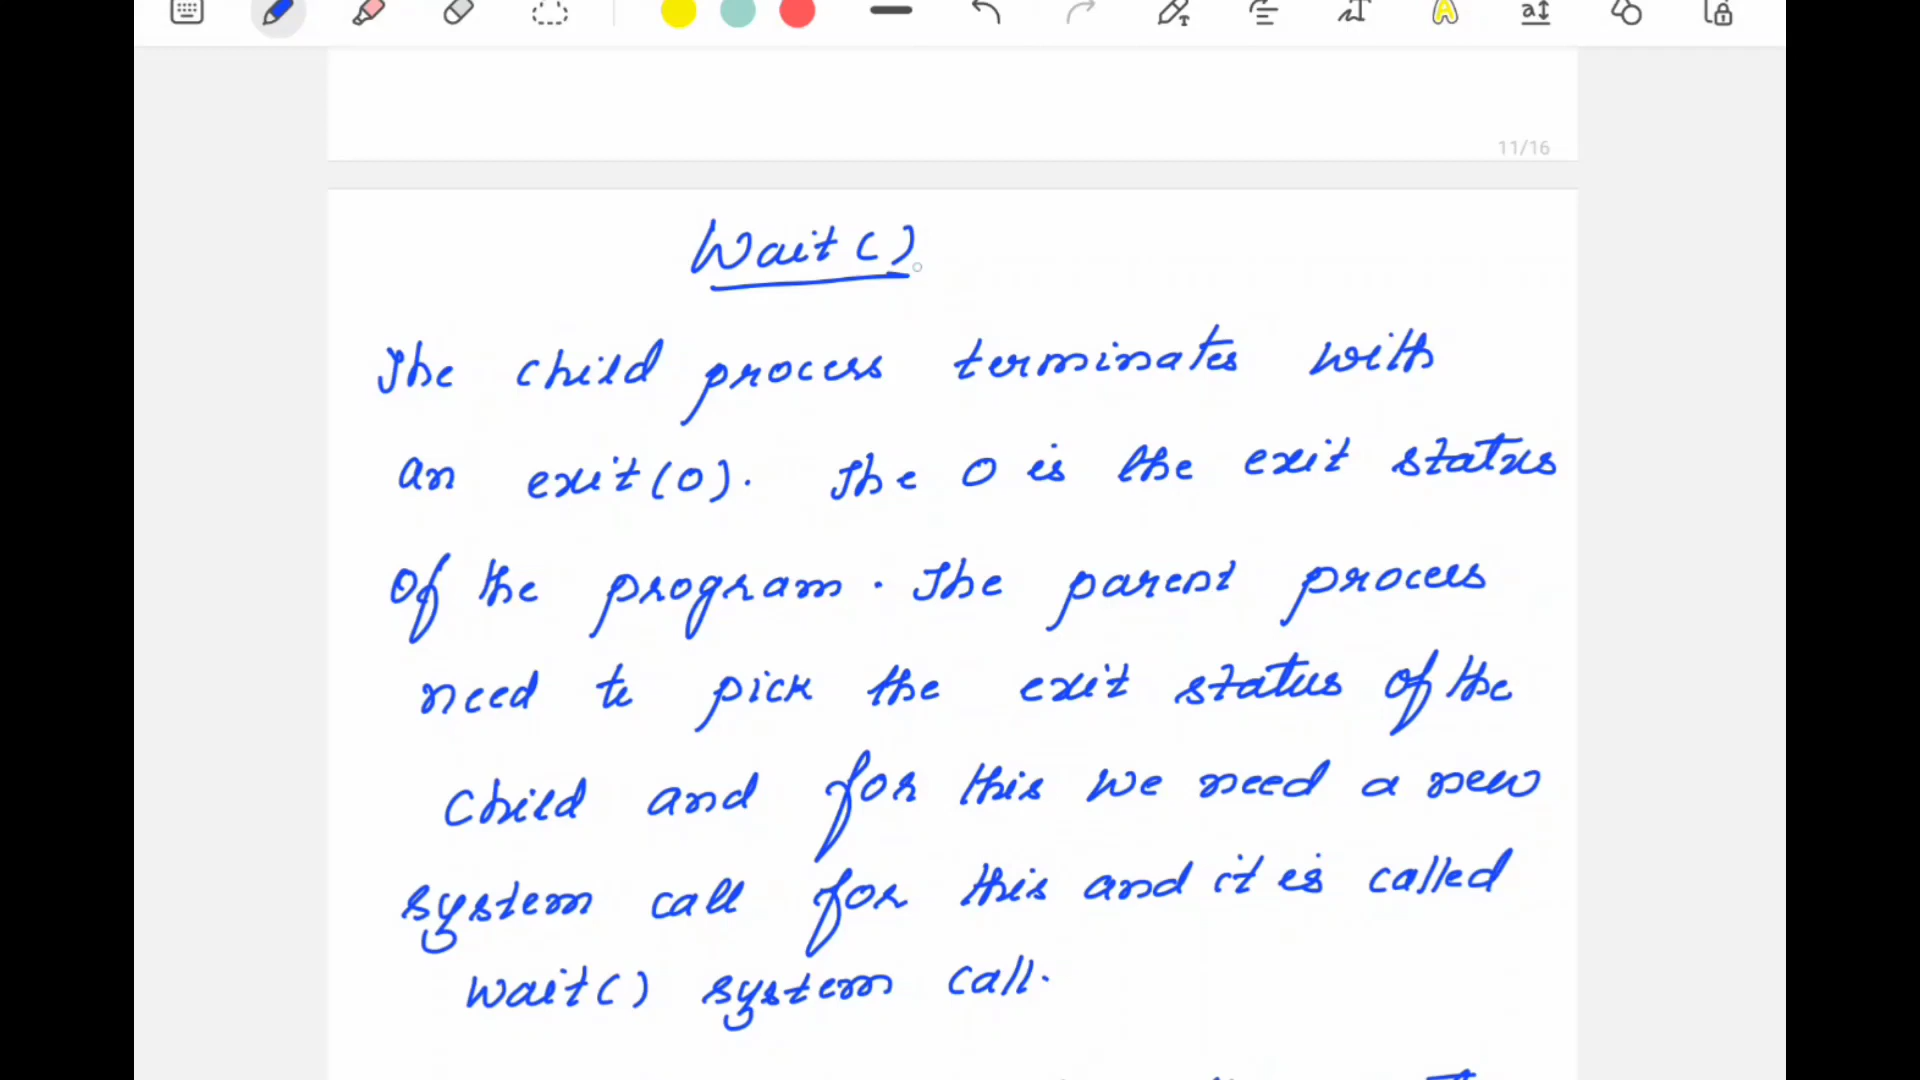 11/16
Wait()
The child process terminates with
an exit(0). The 0 is the exit status
Of the program. The parent process
need to pick the exit status of the
Child and for this we need a new
system call for this and it is called
wait() system call.